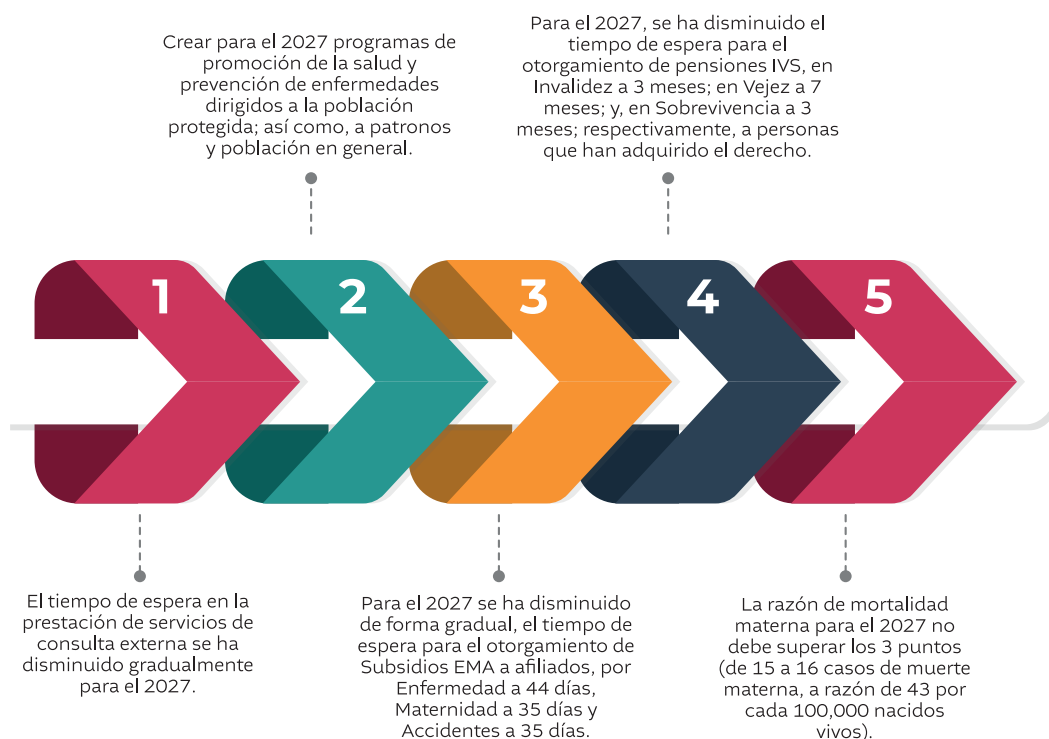 Crear para el 2027 programas de
promoción de la salud y
prevención de enfermedades
dirigidos a la población
protegida; así como, a patronos
y población en general.
Para el 2027, se ha disminuido el
tiempo de espera para el
otorgamiento de pensiones IVS, en
Invalidez a 3 meses; en Vejez a 7
meses; y, en Sobrevivencia a 3
meses; respectivamente, a personas
que han adquirido el derecho.
1
2
3
4
5
El tiempo de espera en la
prestación de servicios de
consulta externa se ha
disminuido gradualmente
para el 2027.
Para el 2027 se ha disminuido
de forma gradual, el tiempo de
espera para el otorgamiento de
Subsidios EMA a afiliados, por
Enfermedad a 44 días,
Maternidad a 35 días y
Accidentes a 35 días.
La razón de mortalidad
materna para el 2027 no
debe superar los 3 puntos
(de 15 a 16 casos de muerte
materna, a razón de 43 por
cada 100,000 nacidos
vivos).